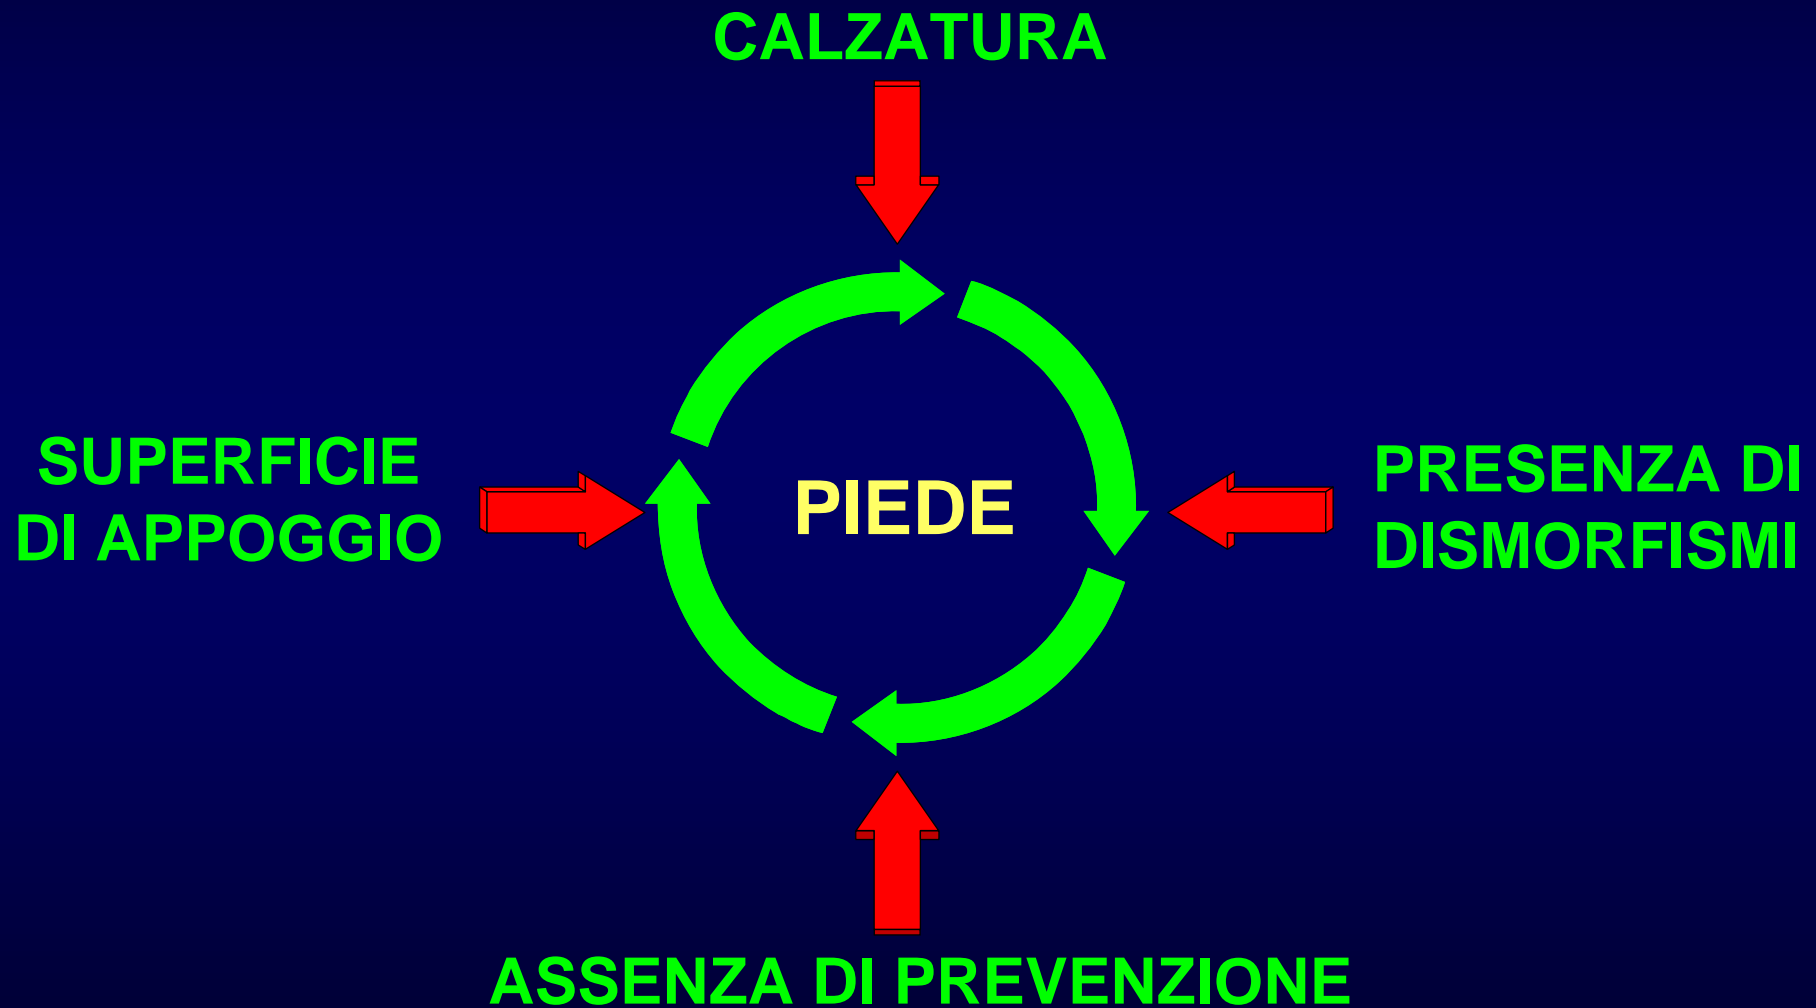 CALZATURA
SUPERFICIE
DI APPOGGIO
PIEDE
PRESENZA DI
DISMORFISMI
ASSENZA DI PREVENZIONE